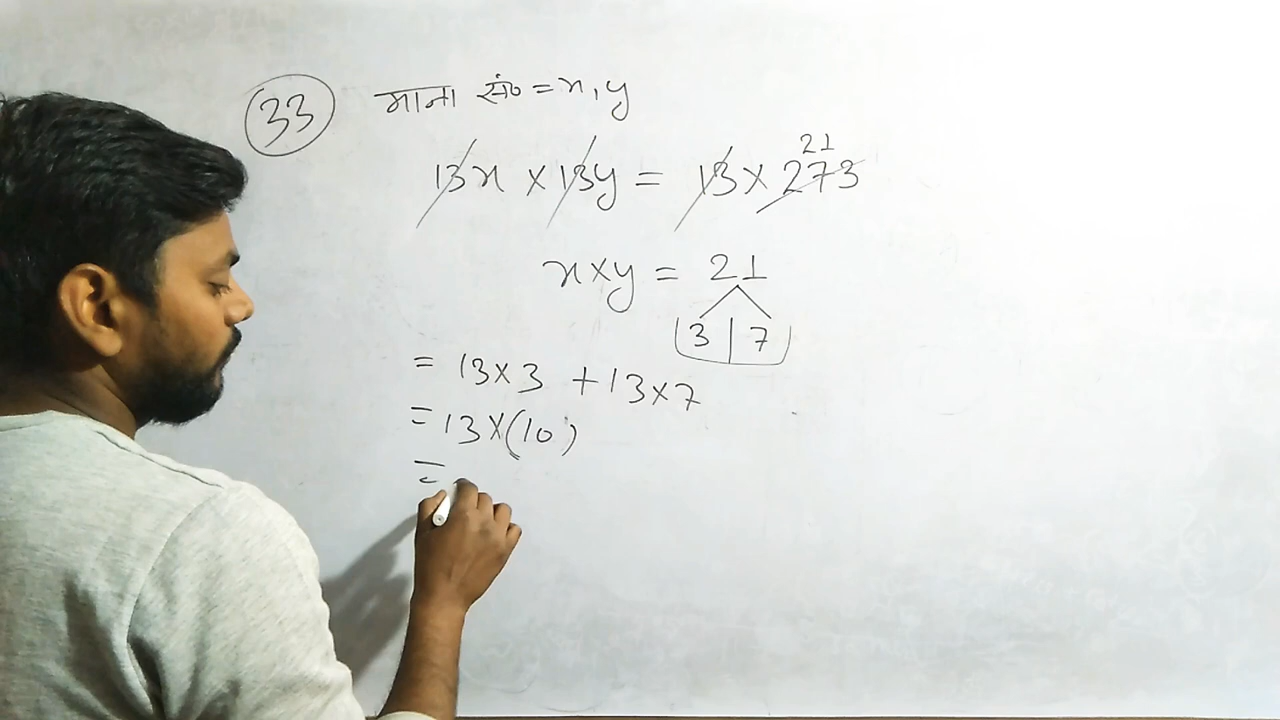 33 माना सं० = x, y
13x × 13y = 13 × 273
21
x×y = 21
3 | 7
= 13×3 + 13×7
= 13×(10)
=